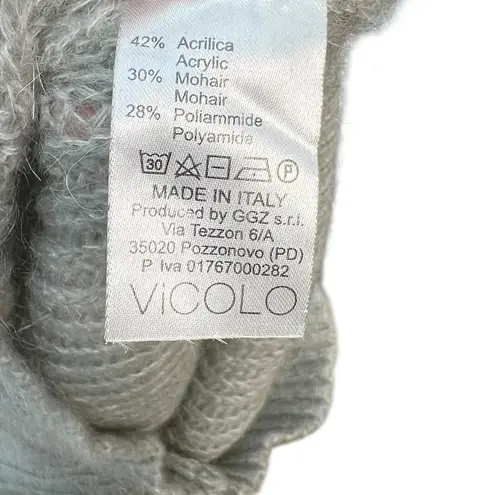 42% Acrilica
Acrylic
30% Mohair
Mohair
28% Poliammide
Polyamide
30 P
MADE IN ITALY
Produced by GGZ s.r.l.
Via Tezzon 6/A
35020 Pozzonovo (PD)
P. Iva 01767000282
ViCOLO